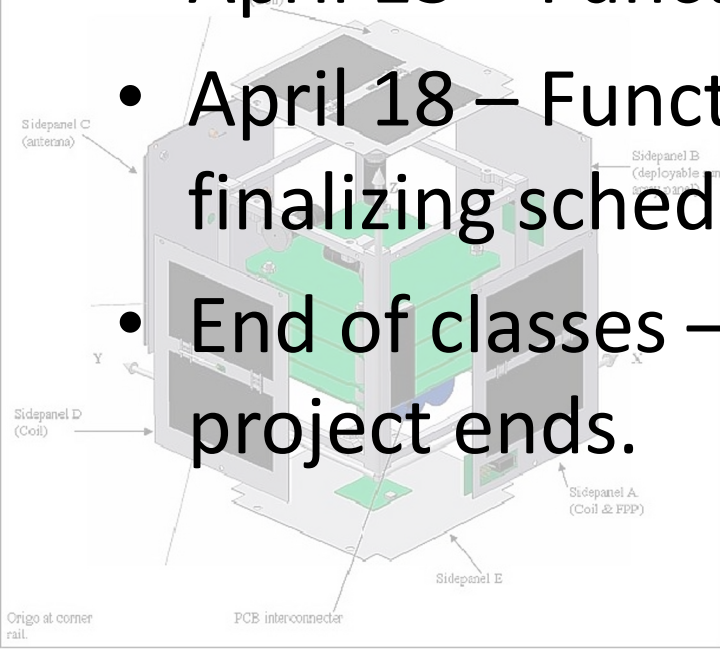 • April 18 – Funct
finalizing sched
• End of classes –
project ends.
Sidepanel C
(antenna)
Sidepanel B
(deployable
Y
X
Z
Sidepanel D
(Coil)
Sidepanel A
(Coil & FPP)
Sidepanel E
PCB interconnecter
Origo at corner
rail.